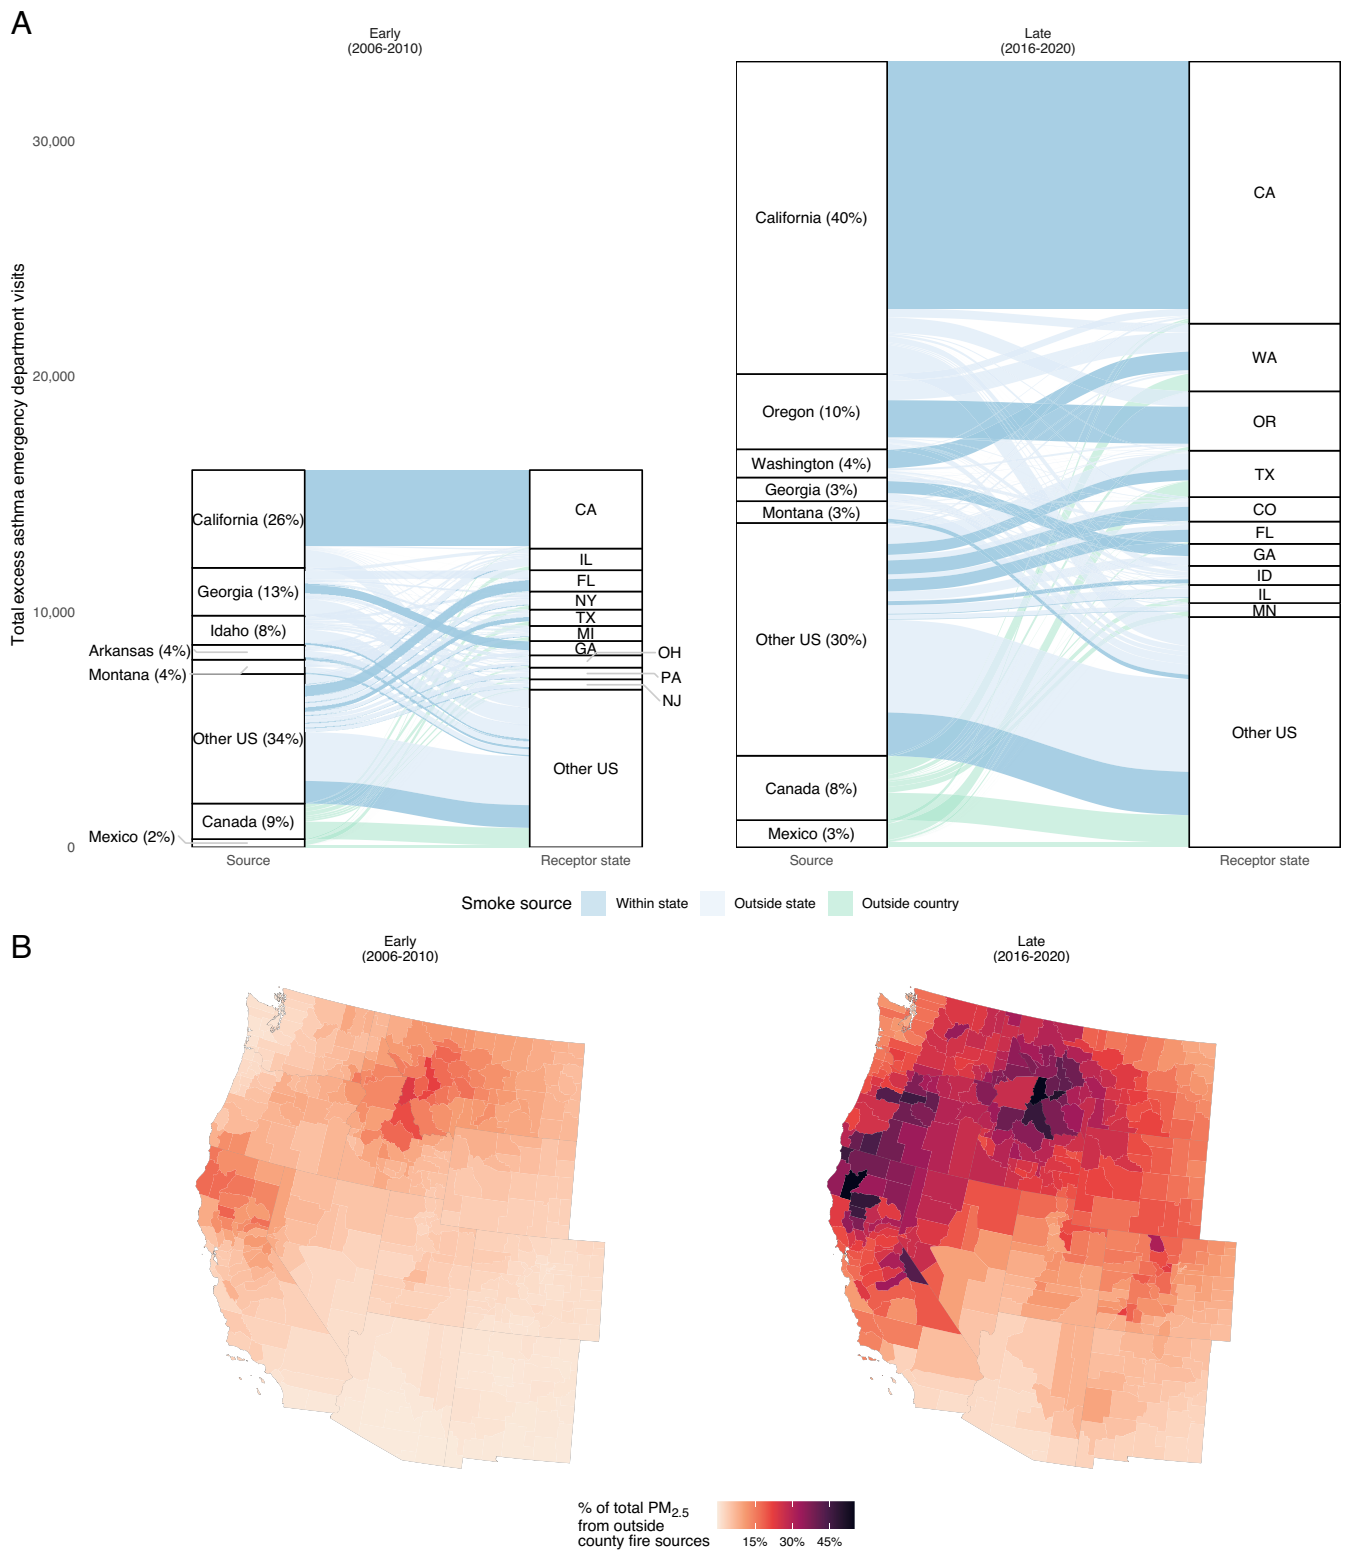 A
Early
(2006-2010)
Late
(2016-2020)
Total excess asthma emergency department visits
30,000
20,000
10,000
0
California (26%)
Georgia (13%)
Idaho (8%)
Arkansas (4%)
Montana (4%)
Other US (34%)
Canada (9%)
Mexico (2%)
Source
CA
IL
FL
NY
TX
MI
GA
OH
PA
NJ
Other US
Receptor state
California (40%)
Oregon (10%)
Washington (4%)
Georgia (3%)
Montana (3%)
Other US (30%)
Canada (8%)
Mexico (3%)
Source
CA
WA
OR
TX
CO
FL
GA
ID
IL
MN
Other US
Receptor state
Smoke source Within state Outside state Outside country
B
Early
(2006-2010)
Late
(2016-2020)
% of total PM2.5
from outside
county fire sources
15% 30% 45%